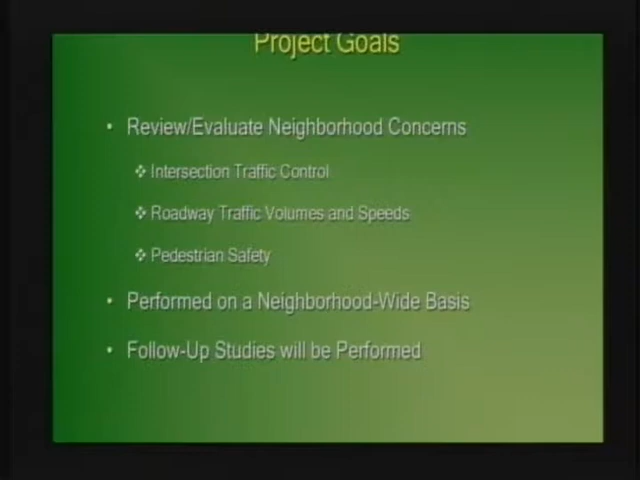 Project Goals
• Review/Evaluate Neighborhood Concerns
❖ Intersection Traffic Control
❖ Roadway Traffic Volumes and Speeds
❖ Pedestrian Safety
• Performed on a Neighborhood-Wide Basis
• Follow-Up Studies will be Performed